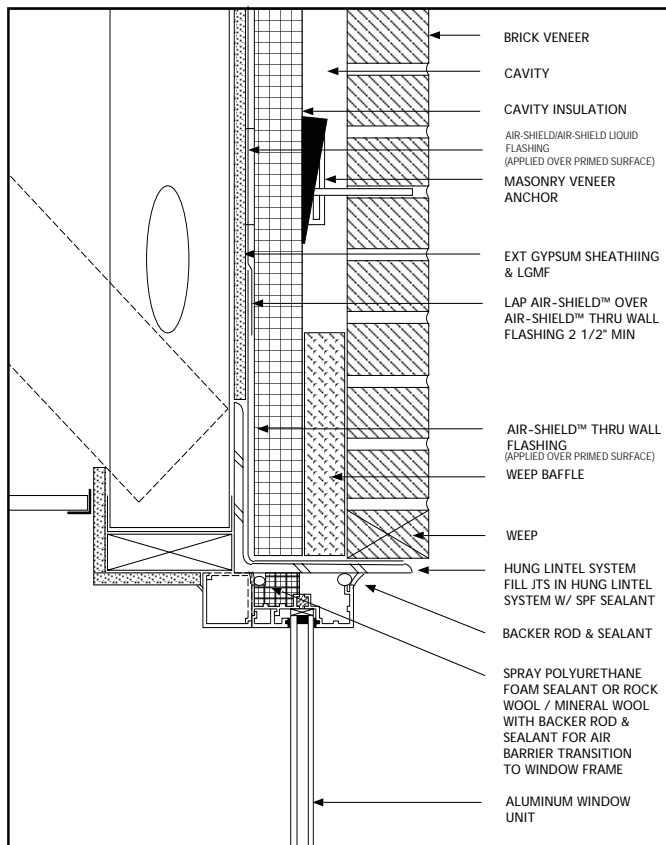 BRICK VENEER
CAVITY
CAVITY INSULATION
AIR-SHIELD/AIR-SHIELD LIQUID
FLASHING
(APPLIED OVER PRIMED SURFACE)
MASONRY VENEER
ANCHOR
EXT GYPSUM SHEATHIING
& LGMF
LAP AIR-SHIELD™ OVER
AIR-SHIELD™ THRU WALL
FLASHING 2 1/2" MIN
AIR-SHIELD™ THRU WALL
FLASHING
(APPLIED OVER PRIMED SURFACE)
WEEP BAFFLE
WEEP
HUNG LINTEL SYSTEM
FILL JTS IN HUNG LINTEL
SYSTEM W/ SPF SEALANT
BACKER ROD & SEALANT
SPRAY POLYURETHANE
FOAM SEALANT OR ROCK
WOOL / MINERAL WOOL
WITH BACKER ROD &
SEALANT FOR AIR
BARRIER TRANSITION
TO WINDOW FRAME
ALUMINUM WINDOW
UNIT